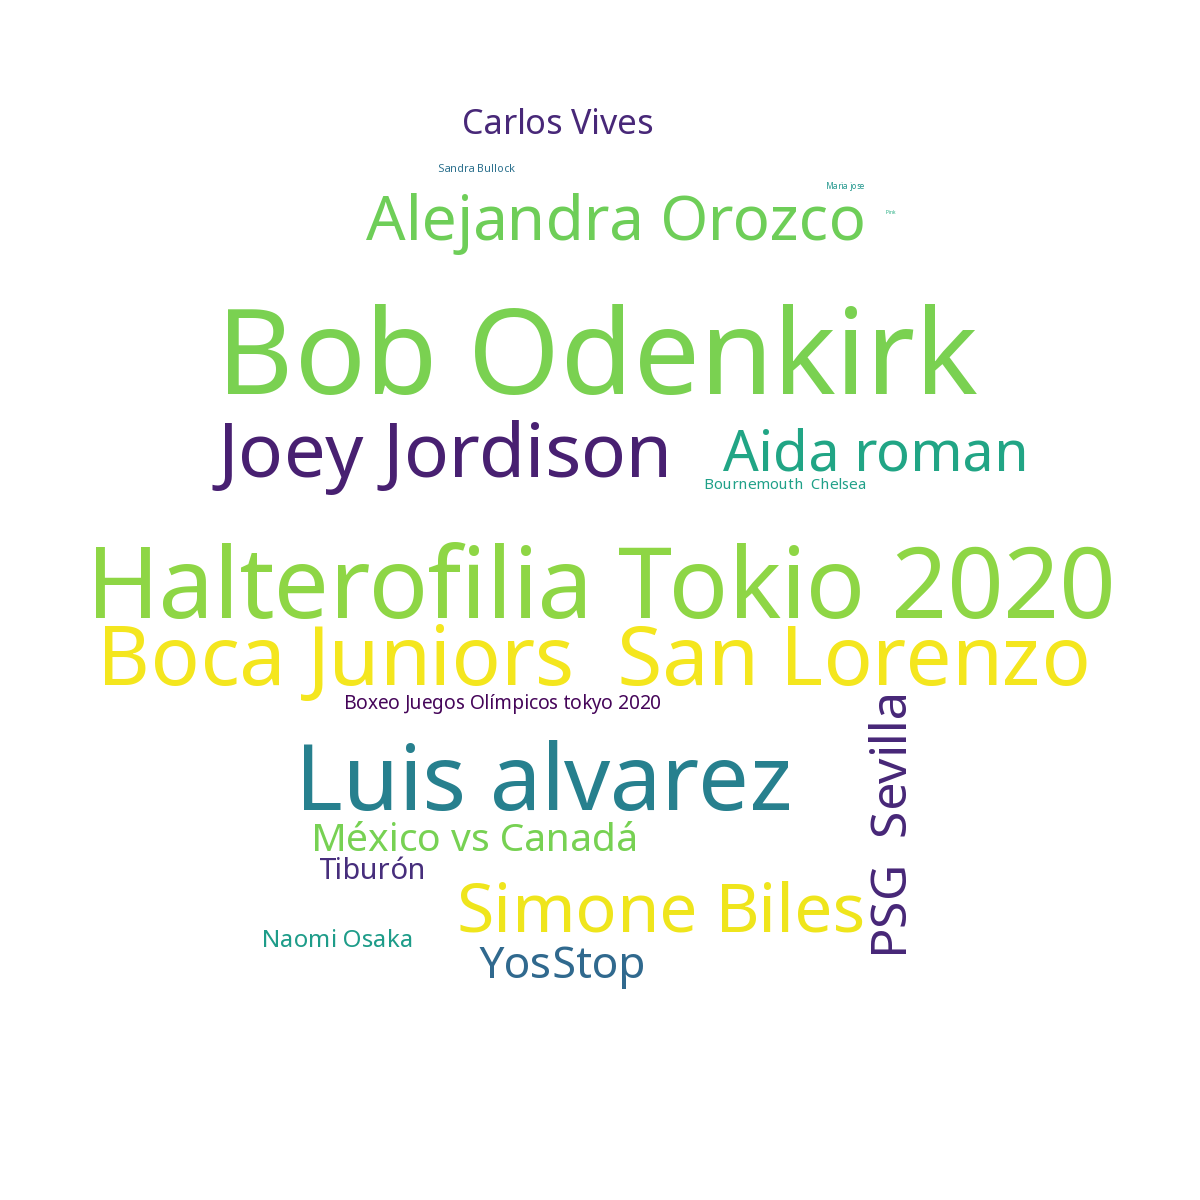 Carlos Vives
Sandra Bullock
Maria jose
Alejandra Orozco
Pink
Bob Odenkirk
Joey Jordison
Aida roman
Bournemouth Chelsea
Halterofilia Tokio 2020
Boca Juniors San Lorenzo
Boxeo Juegos Olímpicos tokyo 2020
PSG Sevilla
Luis alvarez
México vs Canadá
Tiburón
Simone Biles
Naomi Osaka
YosStop